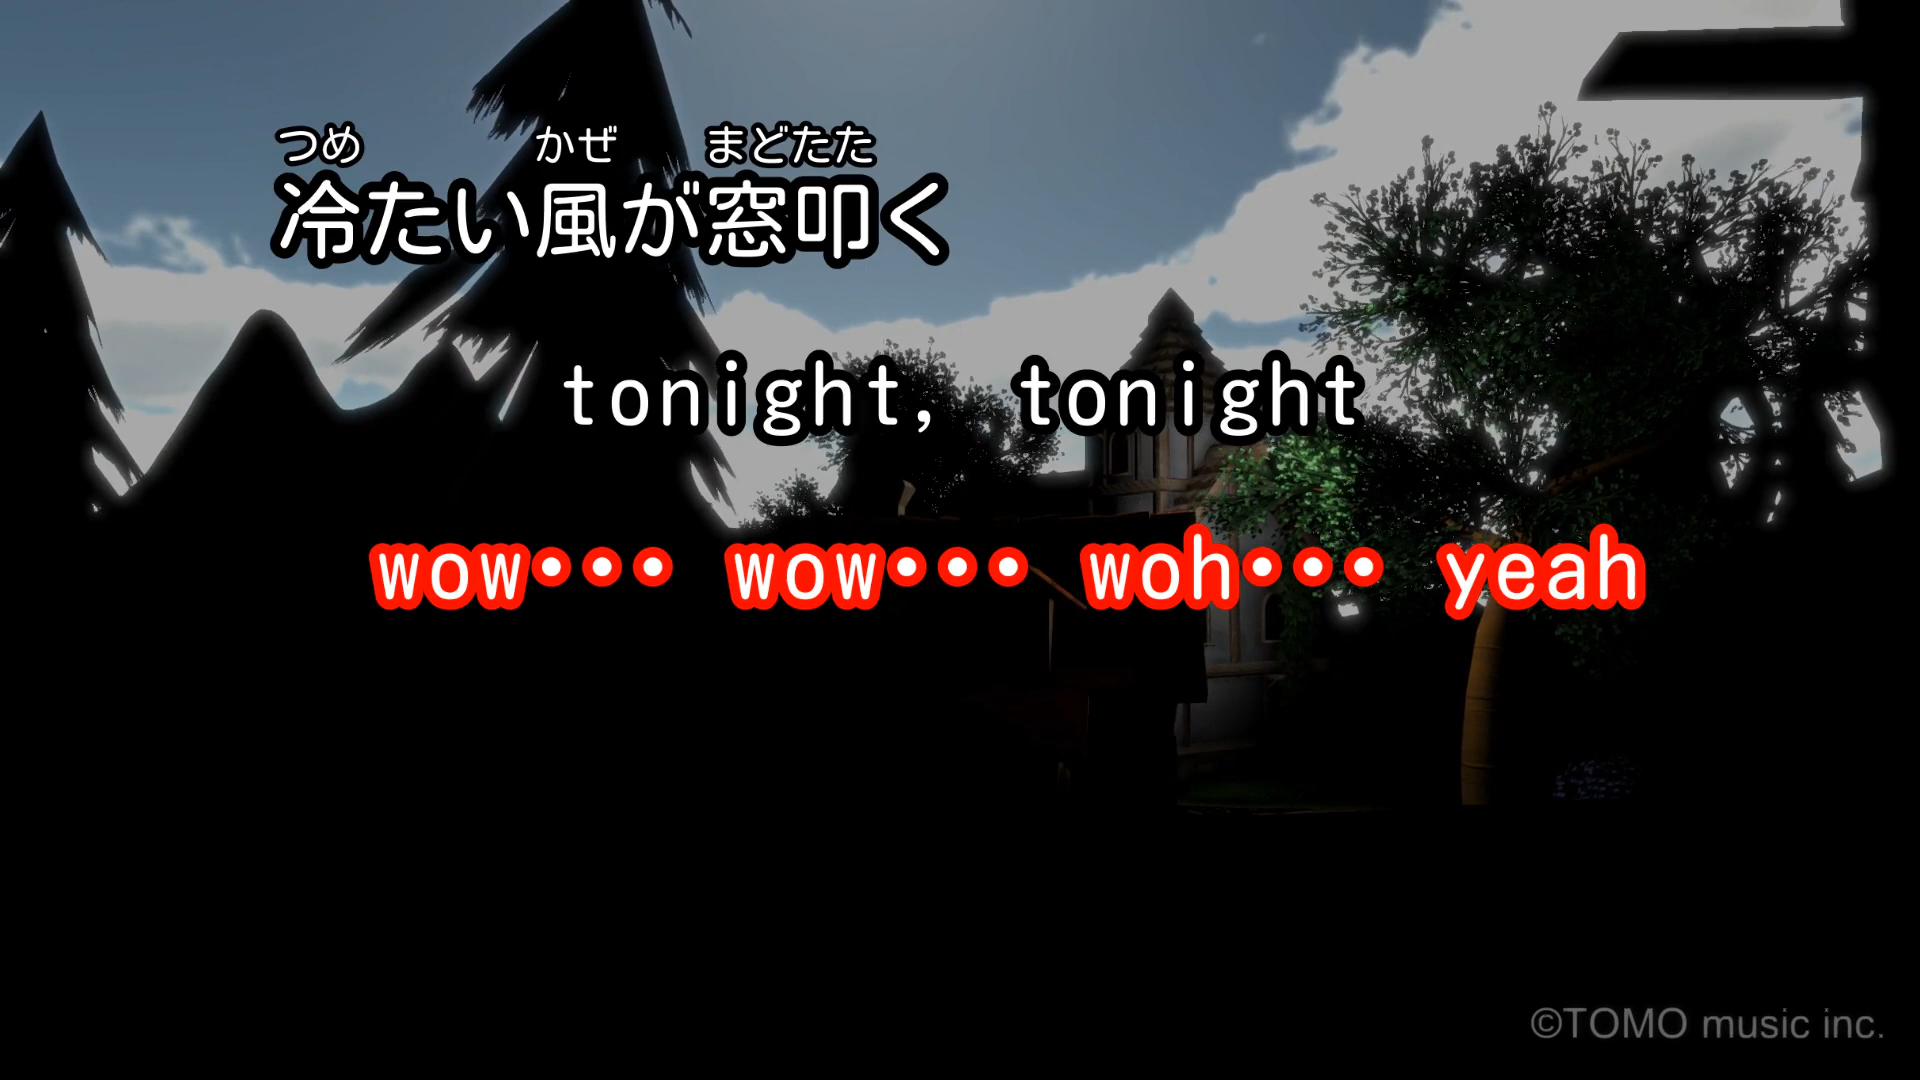 つめ かぜ まどたた
冷たい風が窓叩く
tonight, tonight
wow・・・ wow・・・ woh・・・ yeah
©TOMO music inc.